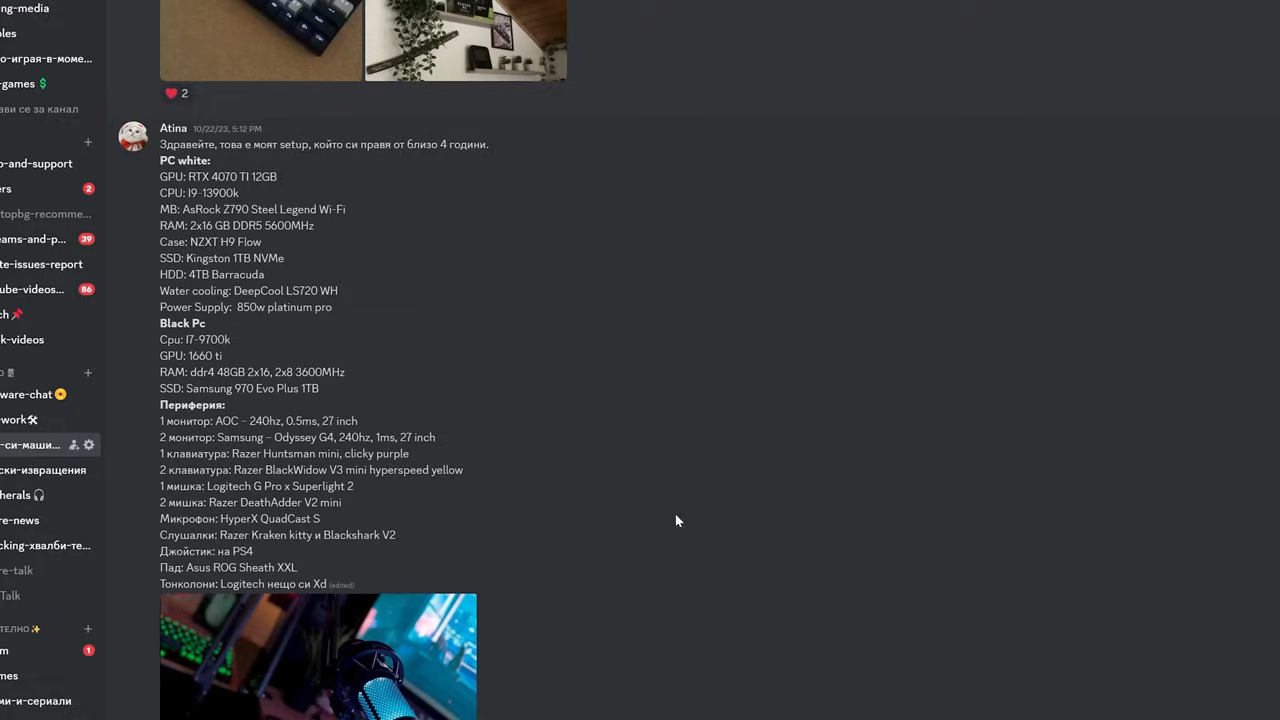 ng-media
ples
о-играя-в-моме...
-games
ави се за канал
p-and-support
ers 2
topbg-recomme...
eams-and-p... 39
te-issues-report
ube-videos... 86
ch
k-videos
ware-chat
-work
-си-маши...
ски-извращения
herals
re-news
cking-хвалби-те...
re-talk
Talk
ТЕЛНО
m 1
mes
ми-и-сериали
2
Atina 10/22/23, 5:12 PM
Здравейте, това е моят setup, който си правя от близо 4 години.
PC white:
GPU: RTX 4070 TI 12GB
CPU: I9-13900k
MB: AsRock Z790 Steel Legend Wi-Fi
RAM: 2x16 GB DDR5 5600MHz
Case: NZXT H9 Flow
SSD: Kingston 1TB NVMe
HDD: 4TB Barracuda
Water cooling: DeepCool LS720 WH
Power Supply: 850w platinum pro
Black Pc
Cpu: I7-9700k
GPU: 1660 ti
RAM: ddr4 48GB 2x16, 2x8 3600MHz
SSD: Samsung 970 Evo Plus 1TB
Периферия:
1 монитор: AOC – 240hz, 0.5ms, 27 inch
2 монитор: Samsung – Odyssey G4, 240hz, 1ms, 27 inch
1 клавиатура: Razer Huntsman mini, clicky purple
2 клавиатура: Razer BlackWidow V3 mini hyperspeed yellow
1 мишка: Logitech G Pro x Superlight 2
2 мишка: Razer DeathAdder V2 mini
Микрофон: HyperX QuadCast S
Слушалки: Razer Kraken kitty и Blackshark V2
Джойстик: на PS4
Пад: Asus ROG Sheath XXL
Тонколони: Logitech нещо си Xd (edited)